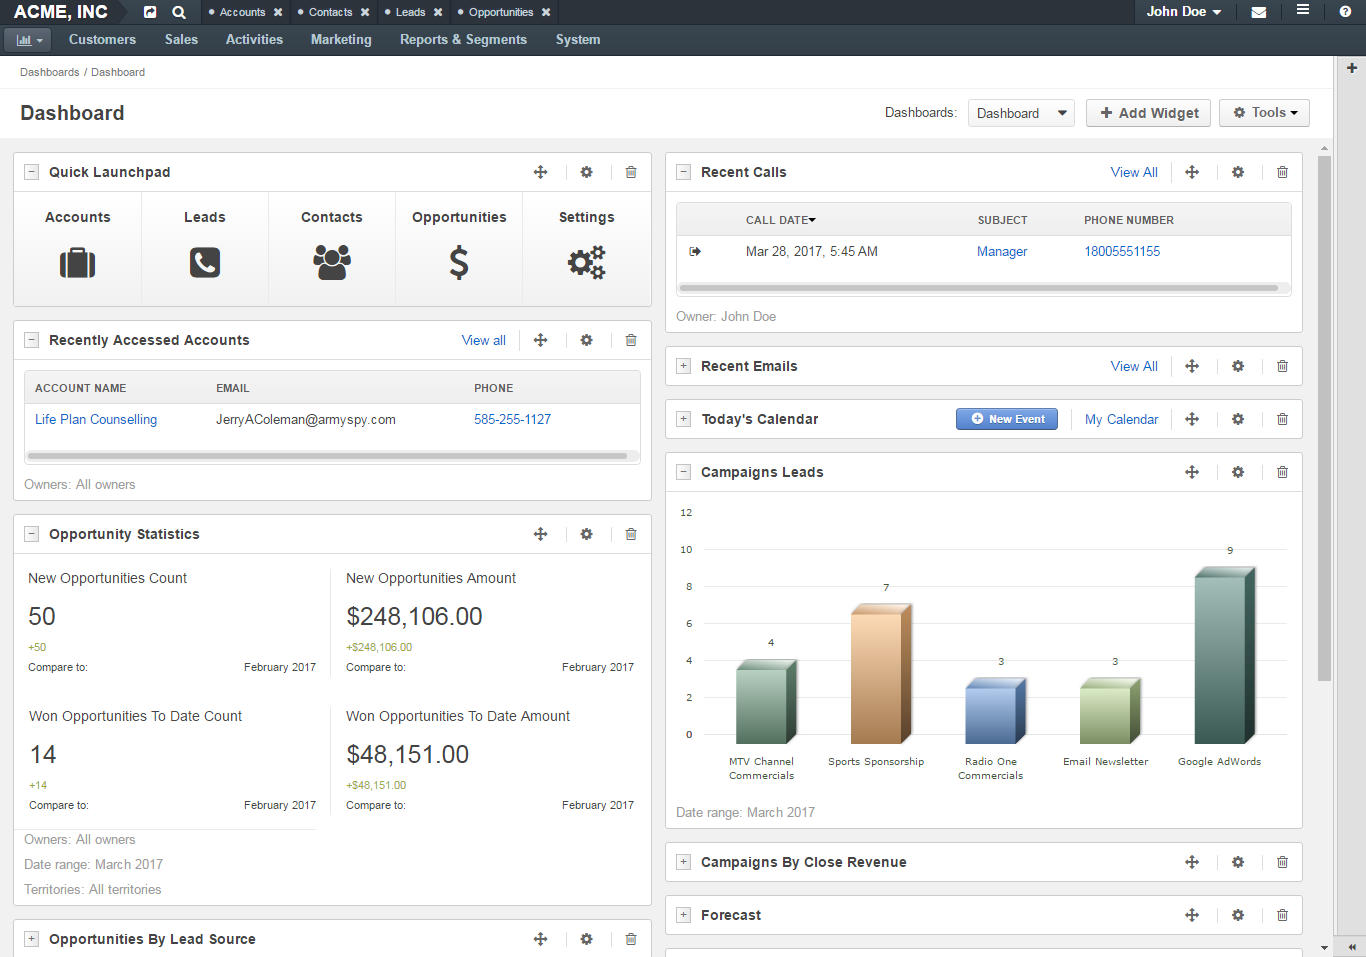 ACME, INC
Accounts Contacts Leads Opportunities
John Doe
Customers Sales Activities Marketing Reports & Segments System
Dashboards / Dashboard
Dashboard
Dashboards: Dashboard Add Widget Tools
Quick Launchpad
Accounts Leads Contacts Opportunities Settings
Recently Accessed Accounts View all
ACCOUNT NAME EMAIL PHONE
Life Plan Counselling JerryAColeman@armyspy.com 585-255-1127
Owners: All owners
Opportunity Statistics
New Opportunities Count
50
+50
Compare to: February 2017
New Opportunities Amount
$248,106.00
+$248,106.00
Compare to: February 2017
Won Opportunities To Date Count
14
+14
Compare to: February 2017
Won Opportunities To Date Amount
$48,151.00
+$48,151.00
Compare to: February 2017
Owners: All owners
Date range: March 2017
Territories: All territories
Opportunities By Lead Source
Recent Calls View All
CALL DATE SUBJECT PHONE NUMBER
Mar 28, 2017, 5:45 AM Manager 18005551155
Owner: John Doe
Recent Emails View All
Today's Calendar New Event My Calendar
Campaigns Leads
12
10
8
6
4
2
0
4
7
3
3
9
MTV Channel
Commercials
Sports Sponsorship
Radio One
Commercials
Email Newsletter
Google AdWords
Date range: March 2017
Campaigns By Close Revenue
Forecast